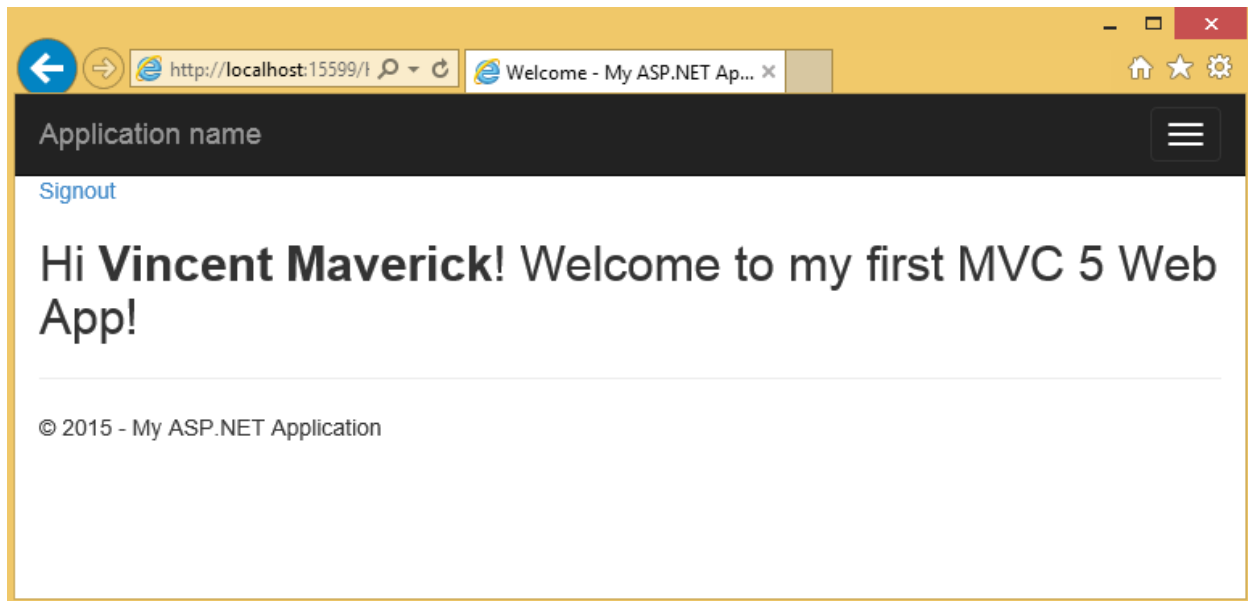 http://localhost:15599/
Welcome - My ASP.NET Ap...
Application name
Signout
Hi Vincent Maverick! Welcome to my first MVC 5 Web
App!
© 2015 - My ASP.NET Application